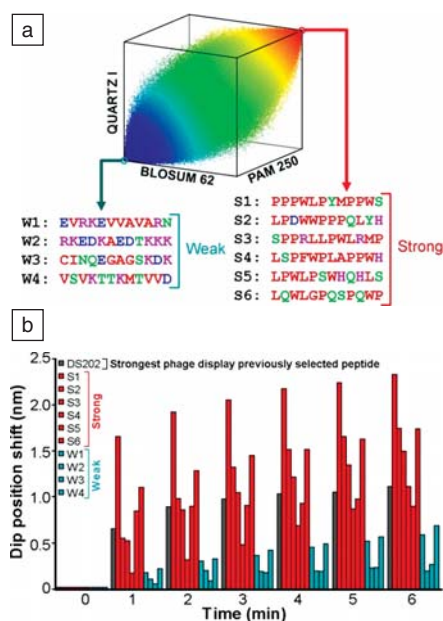 a
QUARTZ I
BLOSUM 62
PAM 250
W1: EVRKEVVAVARN
W2: RKEDKAEDTKKK
W3: CINQEGAGSKDK
W4: VSVKTTKMTVVD
Weak
S1: PPPWLPYMPPWS
S2: LPDWWPPPQLYH
S3: SPPRLLPWLRMP
S4: LSPFWPLAPPWH
S5: LPWLPSWHQHLS
S6: LQWLGPQSPQWP
Strong
b
Dip position shift (nm)
2.5
2.0
1.5
1.0
0.5
0
DS202 Strongest phage display previously selected peptide
S1
S2
S3
S4
S5
S6
Strong
W1
W2
W3
W4
Weak
0 1 2 3 4 5 6
Time (min)